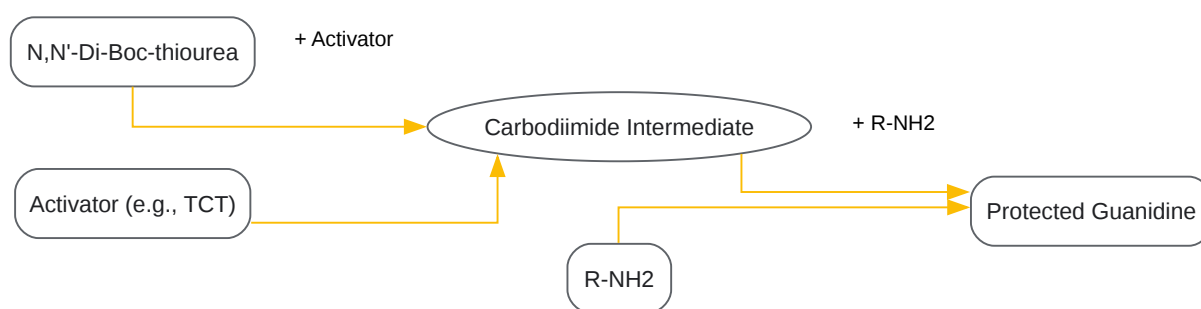 N,N'-Di-Boc-thiourea
+ Activator
Carbodiimide Intermediate
+ R-NH2
Activator (e.g., TCT)
Protected Guanidine
R-NH2